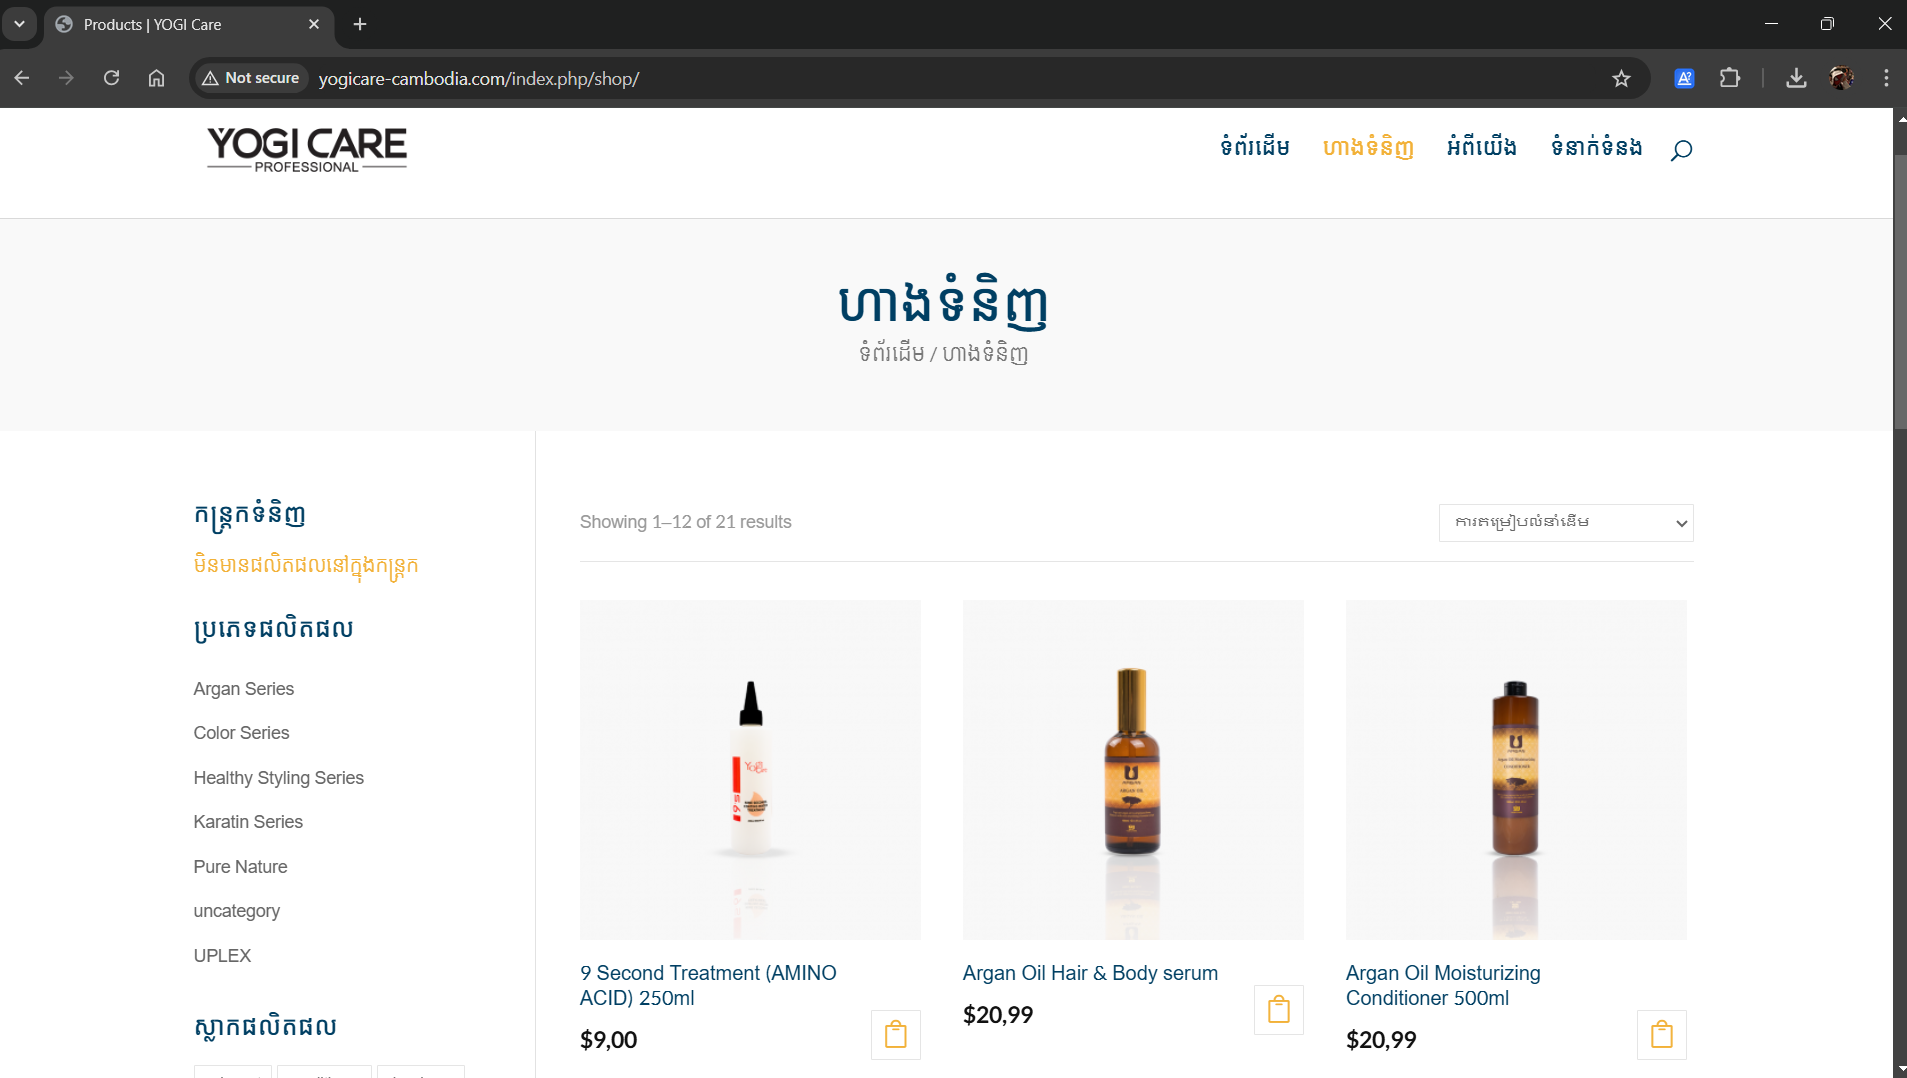 Products | YOGI Care
Not secure
yogicare-cambodia.com/index.php/shop/
YOGI CARE
PROFESSIONAL
ទំព័រដើម
ហាងទំនិញ
អំពីយើង
ទំនាក់ទំនង
ហាងទំនិញ
ទំព័រដើម / ហាងទំនិញ
កន្ត្រកទំនិញ
មិនមានផលិតផលនៅក្នុងកន្ត្រក
ប្រភេទផលិតផល
Argan Series
Color Series
Healthy Styling Series
Karatin Series
Pure Nature
uncategory
UPLEX
ស្លាកផលិតផល
Showing 1–12 of 21 results
ការតម្រៀបលំនាំដើម
9 Second Treatment (AMINO
ACID) 250ml
$9,00
Argan Oil Hair & Body serum
$20,99
Argan Oil Moisturizing
Conditioner 500ml
$20,99